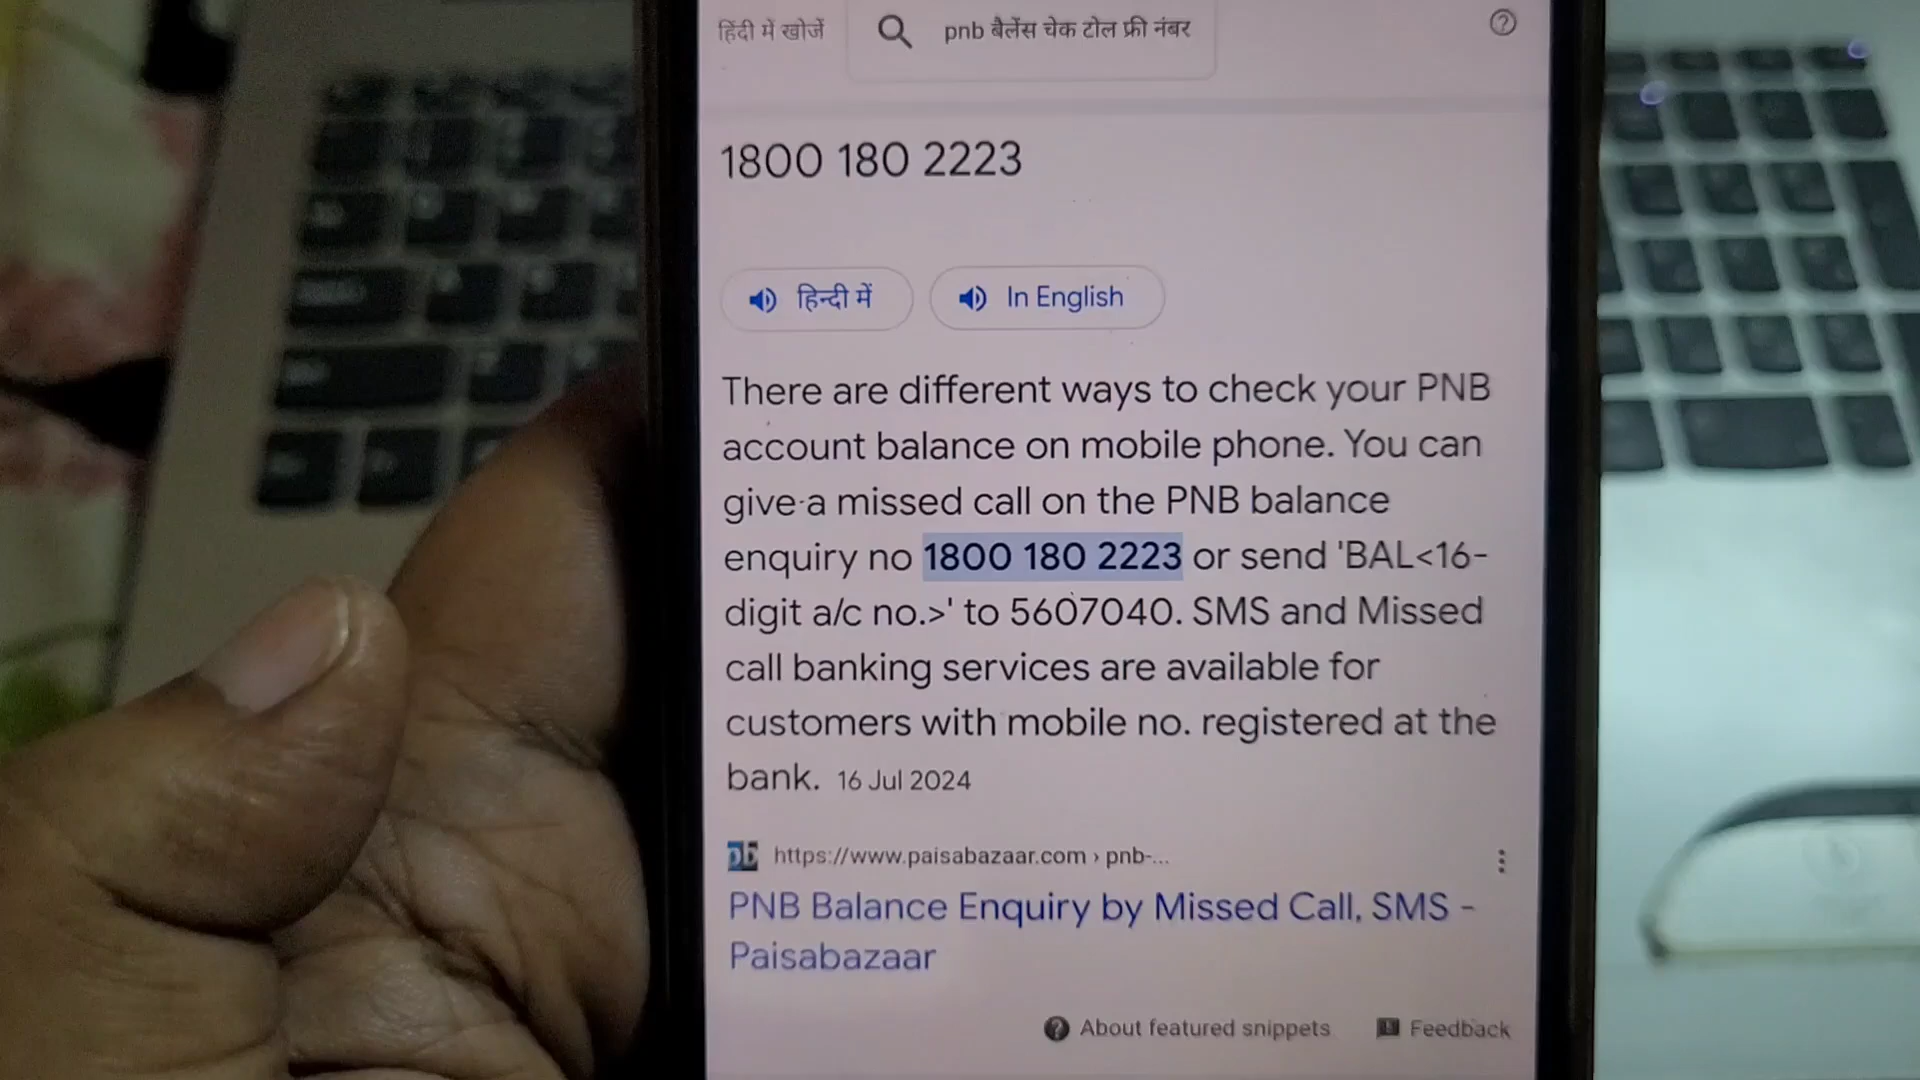 हिंदी में खोजें
pnb बैलेंस चेक टोल फ्री नंबर
1800 180 2223
हिन्दी में
In English
There are different ways to check your PNB
account balance on mobile phone. You can
give a missed call on the PNB balance
enquiry no 1800 180 2223 or send 'BAL<16-
digit a/c no.>' to 5607040. SMS and Missed
call banking services are available for
customers with mobile no. registered at the
bank. 16 Jul 2024
pb https://www.paisabazaar.com › pnb-...
PNB Balance Enquiry by Missed Call, SMS -
Paisabazaar
About featured snippets
Feedback